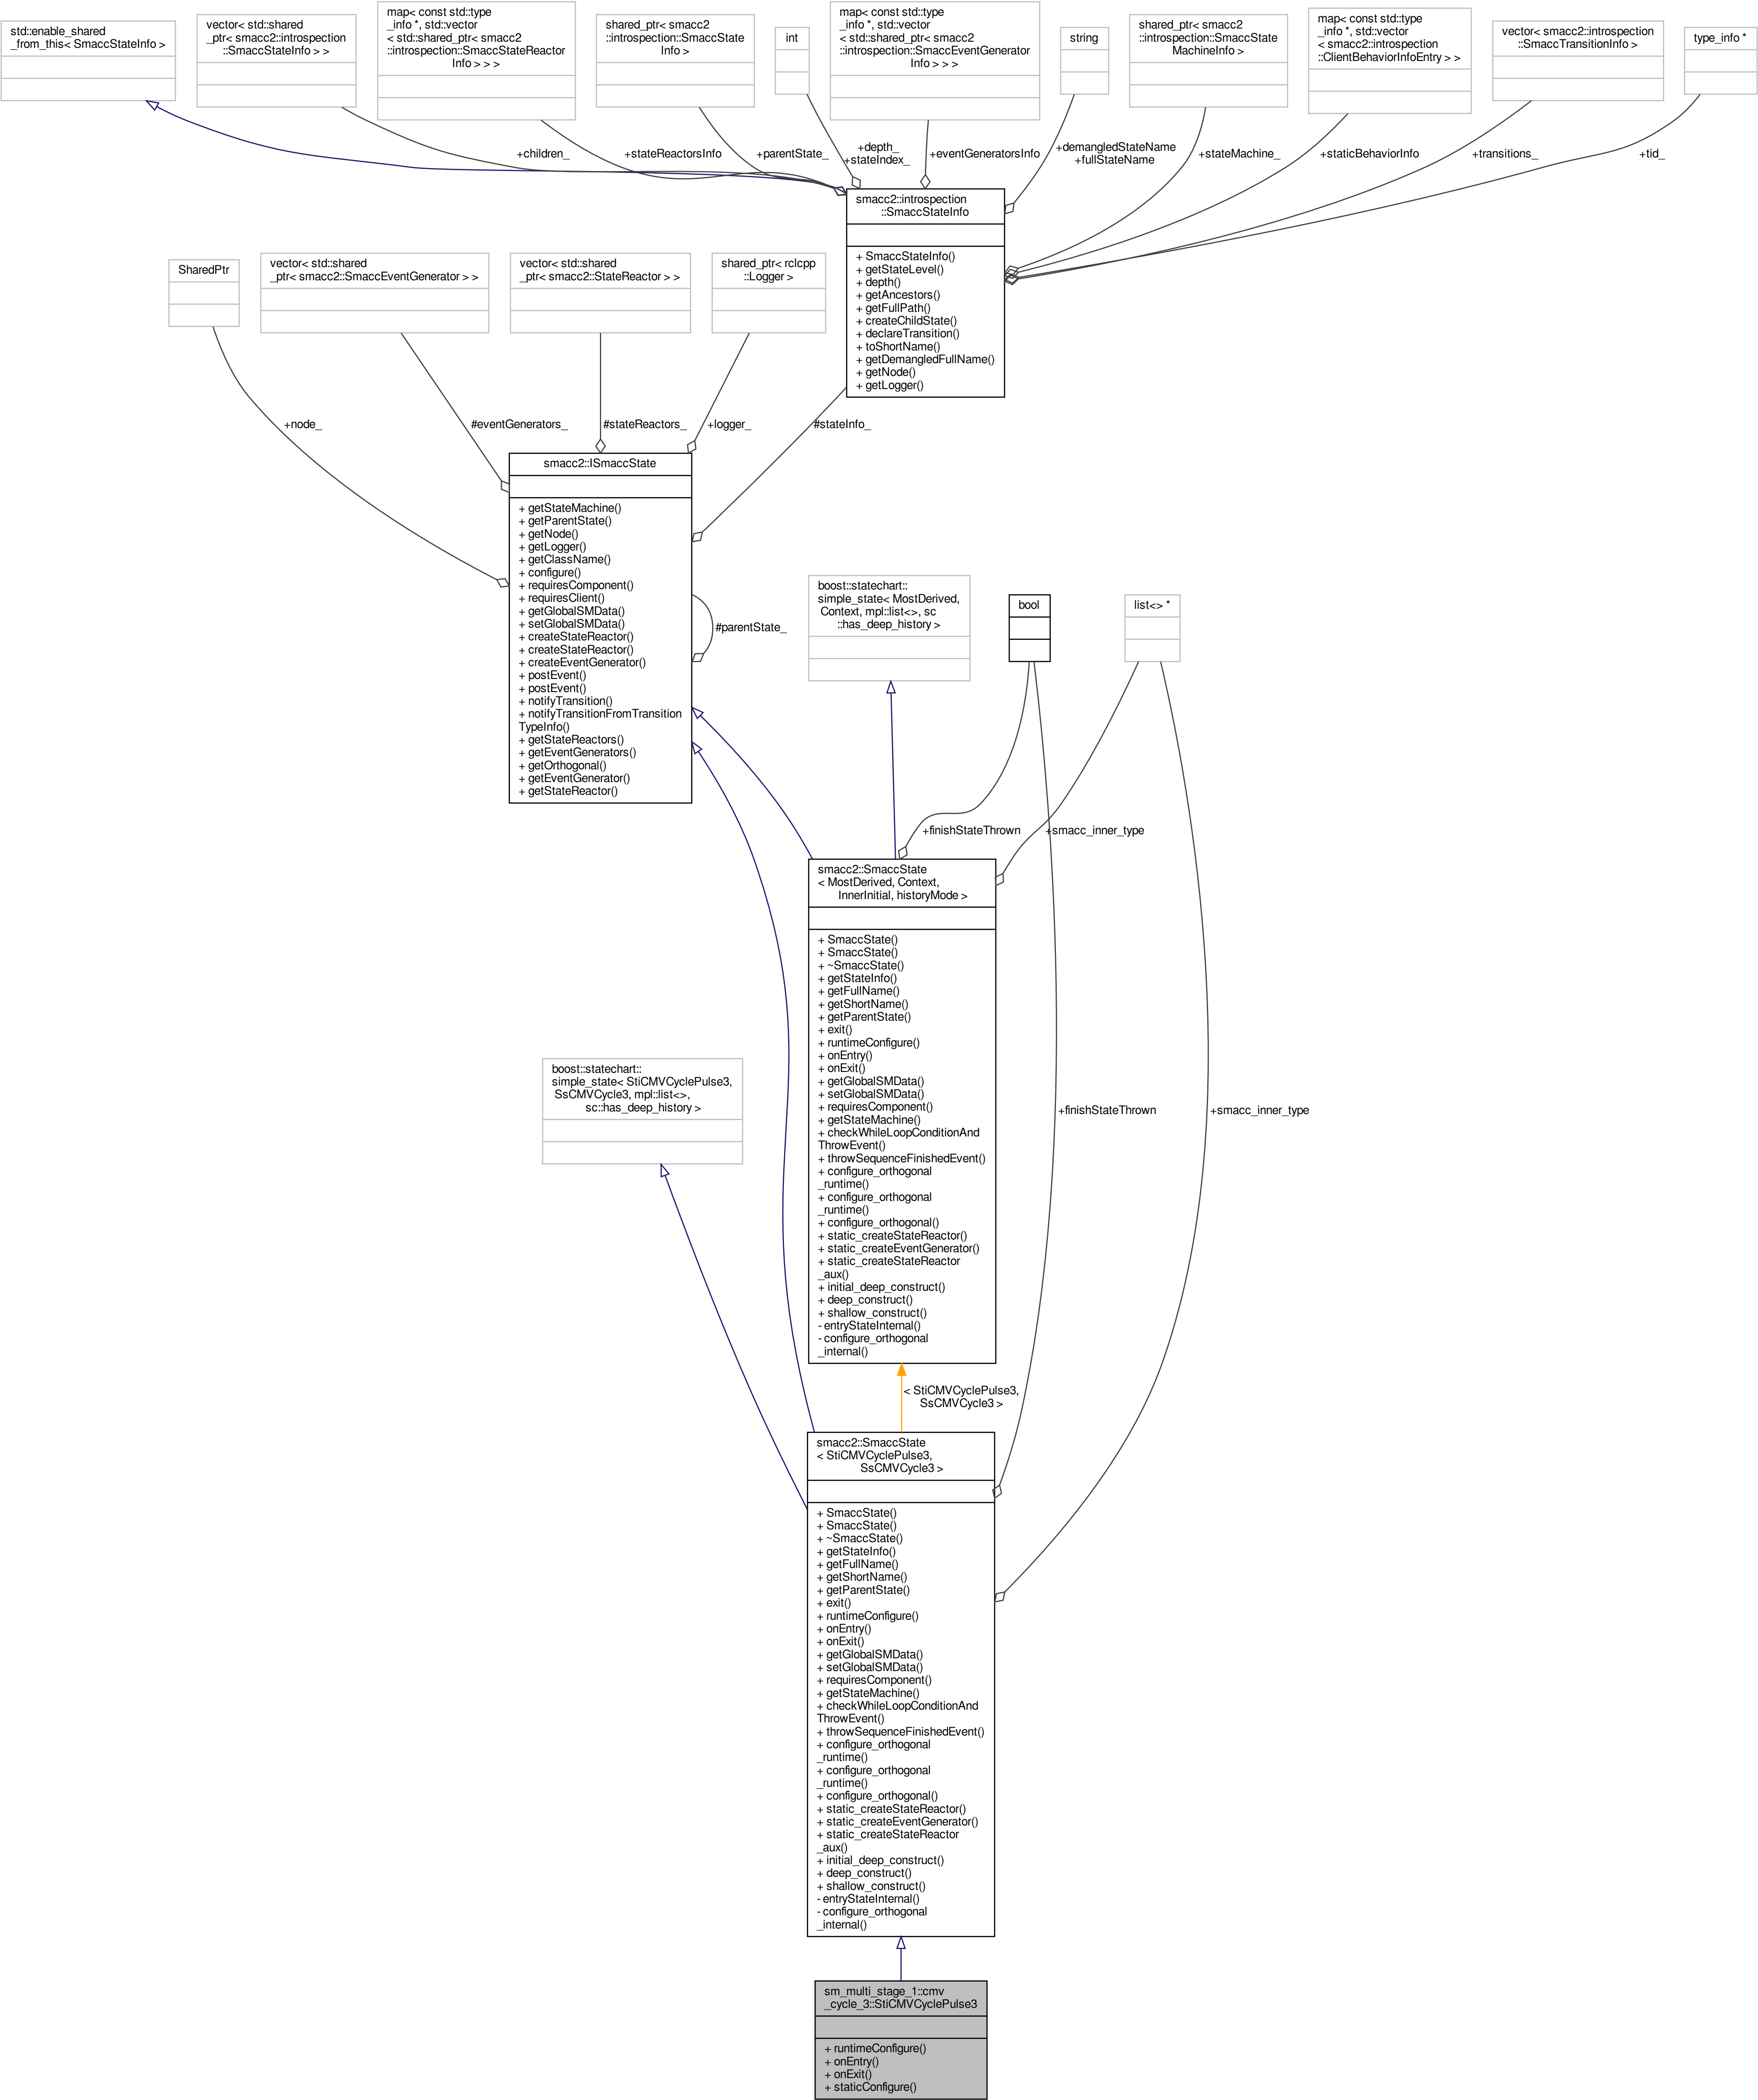 std::enable_shared
_from_this< SmaccStateInfo >
vector< std::shared
_ptr< smacc2::introspection
::SmaccStateInfo > >
map< const std::type
_info *, std::vector
< std::shared_ptr< smacc2
::introspection::SmaccStateReactor
Info > > >
shared_ptr< smacc2
::introspection::SmaccState
Info >
int
map< const std::type
_info *, std::vector
< std::shared_ptr< smacc2
::introspection::SmaccEventGenerator
Info > > >
string
shared_ptr< smacc2
::introspection::SmaccState
MachineInfo >
map< const std::type
_info *, std::vector
< smacc2::introspection
::ClientBehaviorInfoEntry > >
vector< smacc2::introspection
::SmaccTransitionInfo >
type_info *
+children_
+stateReactorsInfo
+parentState_
+depth_
+stateIndex_
+eventGeneratorsInfo
+demangledStateName
+fullStateName
+stateMachine_
+staticBehaviorInfo
+transitions_
+tid_
smacc2::introspection
::SmaccStateInfo
+ SmaccStateInfo()
+ getStateLevel()
+ depth()
+ getAncestors()
+ getFullPath()
+ createChildState()
+ declareTransition()
+ toShortName()
+ getDemangledFullName()
+ getNode()
+ getLogger()
SharedPtr
vector< std::shared
_ptr< smacc2::SmaccEventGenerator > >
vector< std::shared
_ptr< smacc2::StateReactor > >
shared_ptr< rclcpp
::Logger >
+node_
#eventGenerators_
#stateReactors_
+logger_
#stateInfo_
smacc2::ISmaccState
+ getStateMachine()
+ getParentState()
+ getNode()
+ getLogger()
+ getClassName()
+ configure()
+ requiresComponent()
+ requiresClient()
+ getGlobalSMData()
+ setGlobalSMData()
+ createStateReactor()
+ createStateReactor()
+ createEventGenerator()
+ postEvent()
+ postEvent()
+ notifyTransition()
+ notifyTransitionFromTransition
TypeInfo()
+ getStateReactors()
+ getEventGenerators()
+ getOrthogonal()
+ getEventGenerator()
+ getStateReactor()
#parentState_
boost::statechart::
simple_state< MostDerived,
Context, mpl::list<>, sc
::has_deep_history >
bool
list<> *
+finishStateThrown
+smacc_inner_type
smacc2::SmaccState
< MostDerived, Context,
InnerInitial, historyMode >
+ SmaccState()
+ SmaccState()
+ ~SmaccState()
+ getStateInfo()
+ getFullName()
+ getShortName()
+ getParentState()
+ exit()
+ runtimeConfigure()
+ onEntry()
+ onExit()
+ getGlobalSMData()
+ setGlobalSMData()
+ requiresComponent()
+ getStateMachine()
+ checkWhileLoopConditionAnd
ThrowEvent()
+ throwSequenceFinishedEvent()
+ configure_orthogonal
_runtime()
+ configure_orthogonal
_runtime()
+ configure_orthogonal()
+ static_createStateReactor()
+ static_createEventGenerator()
+ static_createStateReactor
_aux()
+ initial_deep_construct()
+ deep_construct()
+ shallow_construct()
- entryStateInternal()
- configure_orthogonal
_internal()
boost::statechart::
simple_state< StiCMVCyclePulse3,
SsCMVCycle3, mpl::list<>,
sc::has_deep_history >
+finishStateThrown
+smacc_inner_type
< StiCMVCyclePulse3,
SsCMVCycle3 >
smacc2::SmaccState
< StiCMVCyclePulse3,
SsCMVCycle3 >
+ SmaccState()
+ SmaccState()
+ ~SmaccState()
+ getStateInfo()
+ getFullName()
+ getShortName()
+ getParentState()
+ exit()
+ runtimeConfigure()
+ onEntry()
+ onExit()
+ getGlobalSMData()
+ setGlobalSMData()
+ requiresComponent()
+ getStateMachine()
+ checkWhileLoopConditionAnd
ThrowEvent()
+ throwSequenceFinishedEvent()
+ configure_orthogonal
_runtime()
+ configure_orthogonal
_runtime()
+ configure_orthogonal()
+ static_createStateReactor()
+ static_createEventGenerator()
+ static_createStateReactor
_aux()
+ initial_deep_construct()
+ deep_construct()
+ shallow_construct()
- entryStateInternal()
- configure_orthogonal
_internal()
sm_multi_stage_1::cmv
_cycle_3::StiCMVCyclePulse3
+ runtimeConfigure()
+ onEntry()
+ onExit()
+ staticConfigure()